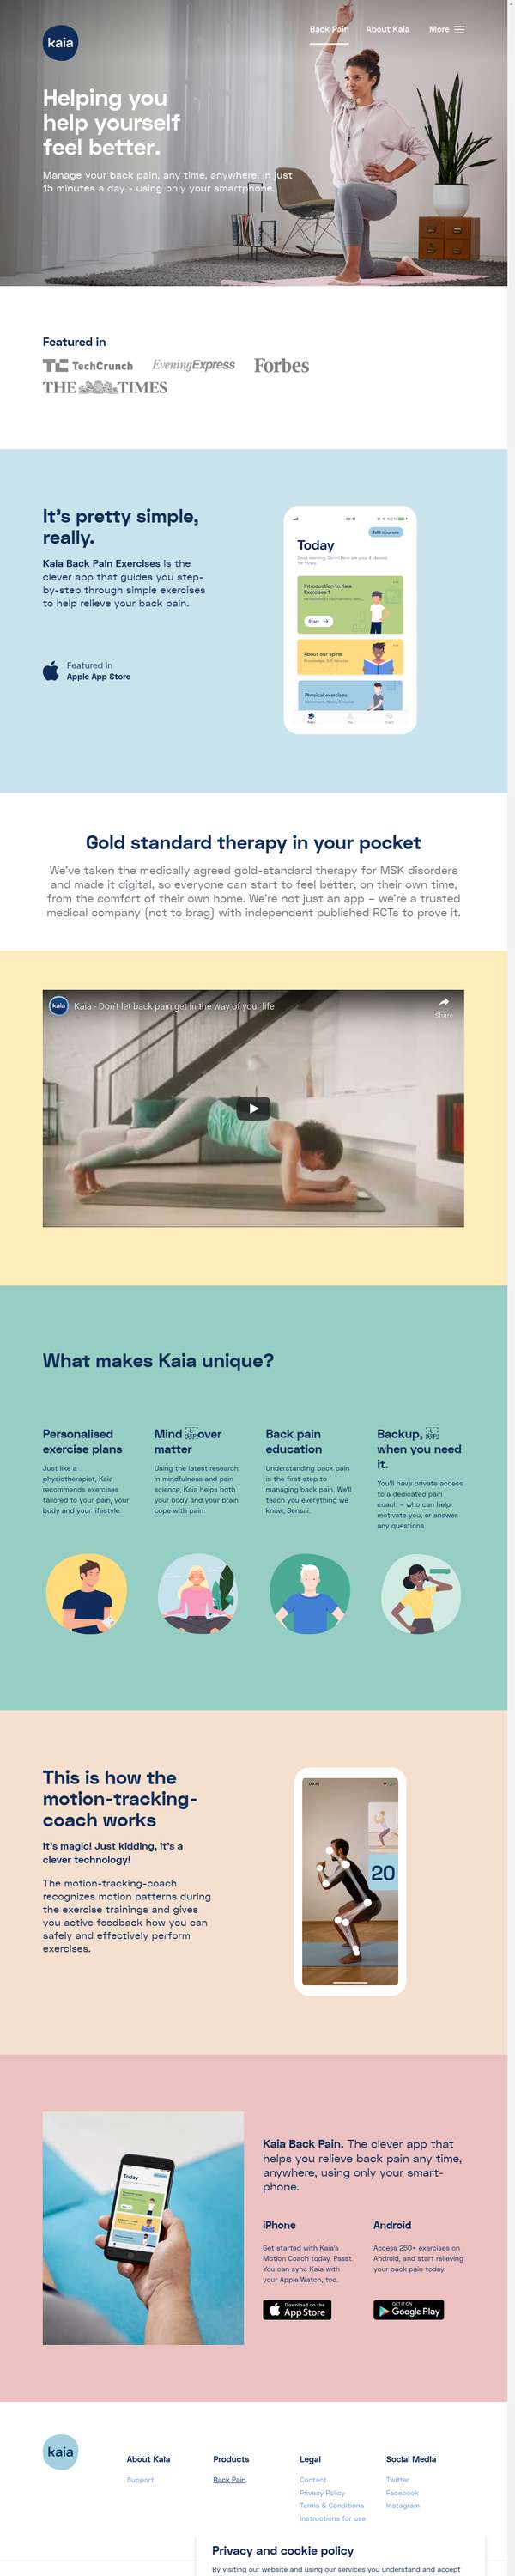 kaia
Back Pain
About Kaia
More
Helping you
help yourself
feel better.
Manage your back pain, any time, anywhere, in just
15 minutes a day - using only your smartphone.
Featured in
TechCrunch
Evening Express
Forbes
THE TIMES
It's pretty simple,
really.
Kaia Back Pain Exercises is the
clever app that guides you step-
by-step through simple exercises
to help relieve your back pain.
Featured in
Apple App Store
Edit courses
Today
Introduction to Kaia
Exercises 1
Start →
About our spine
Physical exercises
Gold standard therapy in your pocket
We've taken the medically agreed gold-standard therapy for MSK disorders
and made it digital, so everyone can start to feel better, on their own time,
from the comfort of their own home. We're not just an app – we're a trusted
medical company (not to brag) with independent published RCTs to prove it.
kaia
Kaia - Don't let back pain get in the way of your life
Share
What makes Kaia unique?
Personalised
exercise plans
Just like a
physiotherapist, Kaia
recommends exercises
tailored to your pain, your
body and your lifestyle.
Mind over
matter
Using the latest research
in mindfulness and pain
science, Kaia helps both
your body and your brain
cope with pain.
Back pain
education
Understanding back pain
is the first step to
managing back pain. We'll
teach you everything we
know, Sensai.
Backup,
when you need
it.
You'll have private access
to a dedicated pain
coach – who can help
motivate you, or answer
any questions.
This is how the
motion-tracking-
coach works
It's magic! Just kidding, it's a
clever technology!
The motion-tracking-coach
recognizes motion patterns during
the exercise trainings and gives
you active feedback how you can
safely and effectively perform
exercises.
20
Today
Kaia Back Pain. The clever app that
helps you relieve back pain any time,
anywhere, using only your smart-
phone.
iPhone
Get started with Kaia's
Motion Coach today. Pssst.
You can sync Kaia with
your Apple Watch, too.
Download on the
App Store
Android
Access 250+ exercises on
Android, and start relieving
your back pain today.
GET IT ON
Google Play
kaia
About Kaia
Support
Products
Back Pain
Legal
Contact
Privacy Policy
Terms & Conditions
Instructions for use
Social Media
Twitter
Facebook
Instagram
Privacy and cookie policy
By visiting our website and using our services you understand and accept